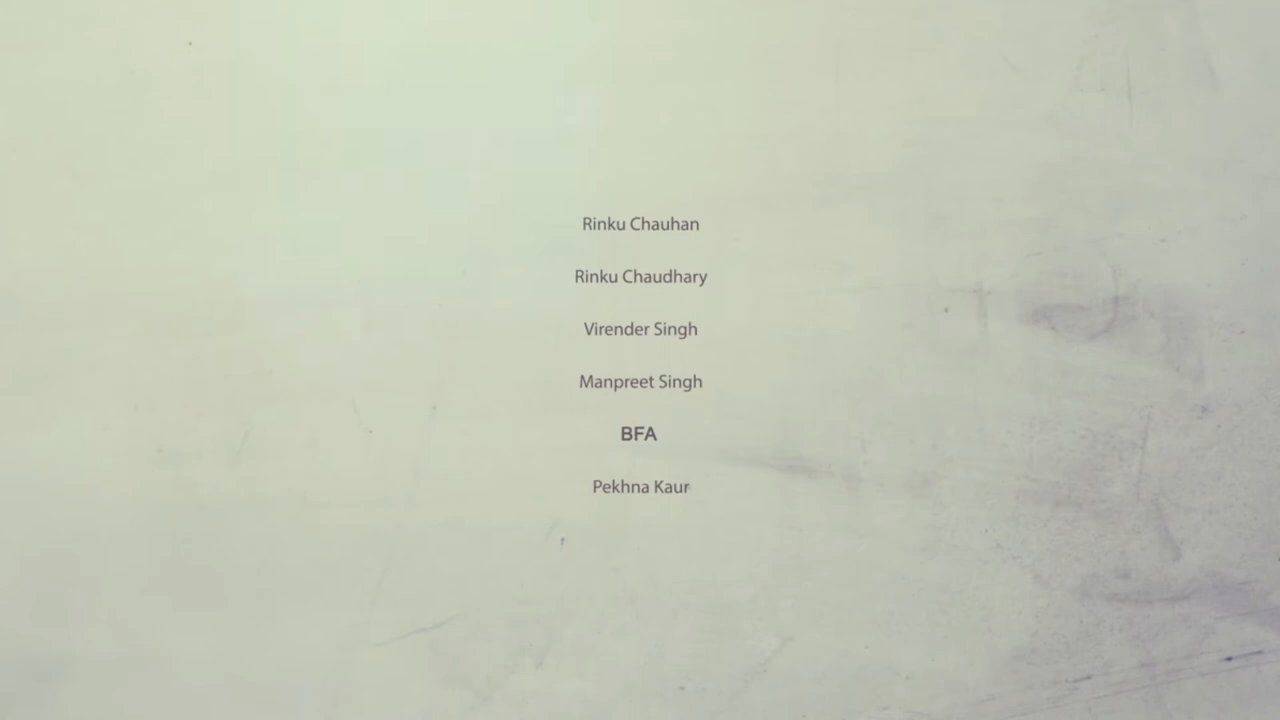 Rinku Chauhan
Rinku Chaudhary
Virender Singh
Manpreet Singh
BFA
Pekhna Kaur